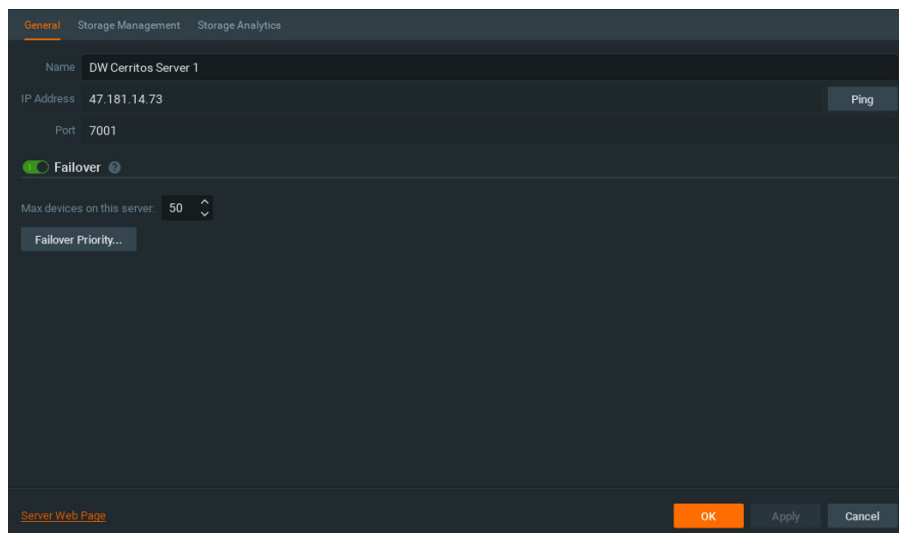 General Storage Management Storage Analytics
Name DW Cerritos Server 1
IP Address 47.181.14.73 Ping
Port 7001
Failover ?
Max devices on this server: 50
Failover Priority...
Server Web Page OK Apply Cancel